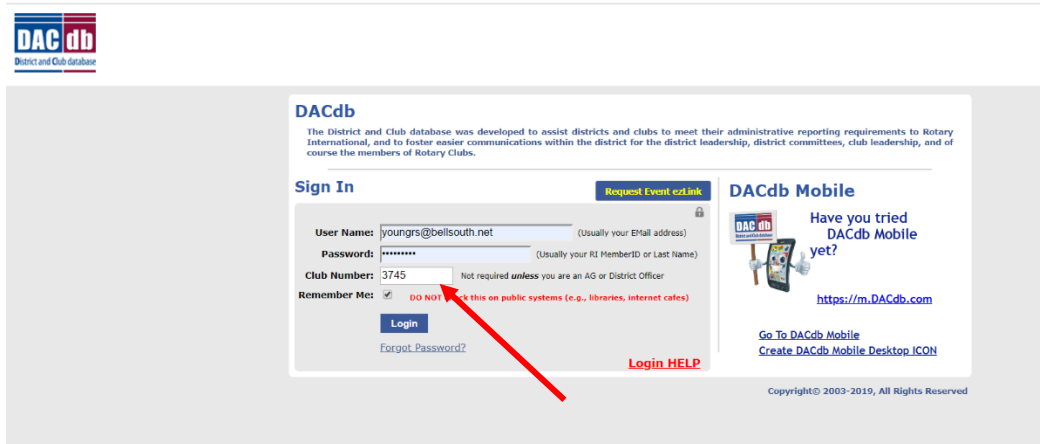 DAC db
District and Club database
DACdb
The District and Club database was developed to assist districts and clubs to meet their administrative reporting requirements to Rotary
International, and to foster easier communications within the district for the district leadership, district committees, club leadership, and of
course the members of Rotary Clubs.
Sign In
Request Event ezLink
User Name: youngrs@bellsouth.net (Usually your EMail address)
Password: ••••••••• (Usually your RI MemberID or Last Name)
Club Number: 3745 Not required unless you are an AG or District Officer
Remember Me: DO NOT this on public systems (e.g., libraries, internet cafes)
Login
Forgot Password?
Login HELP
DACdb Mobile
DAC db
Have you tried
DACdb Mobile
yet?
https://m.DACdb.com
Go To DACdb Mobile
Create DACdb Mobile Desktop ICON
Copyright© 2003-2019, All Rights Reserved